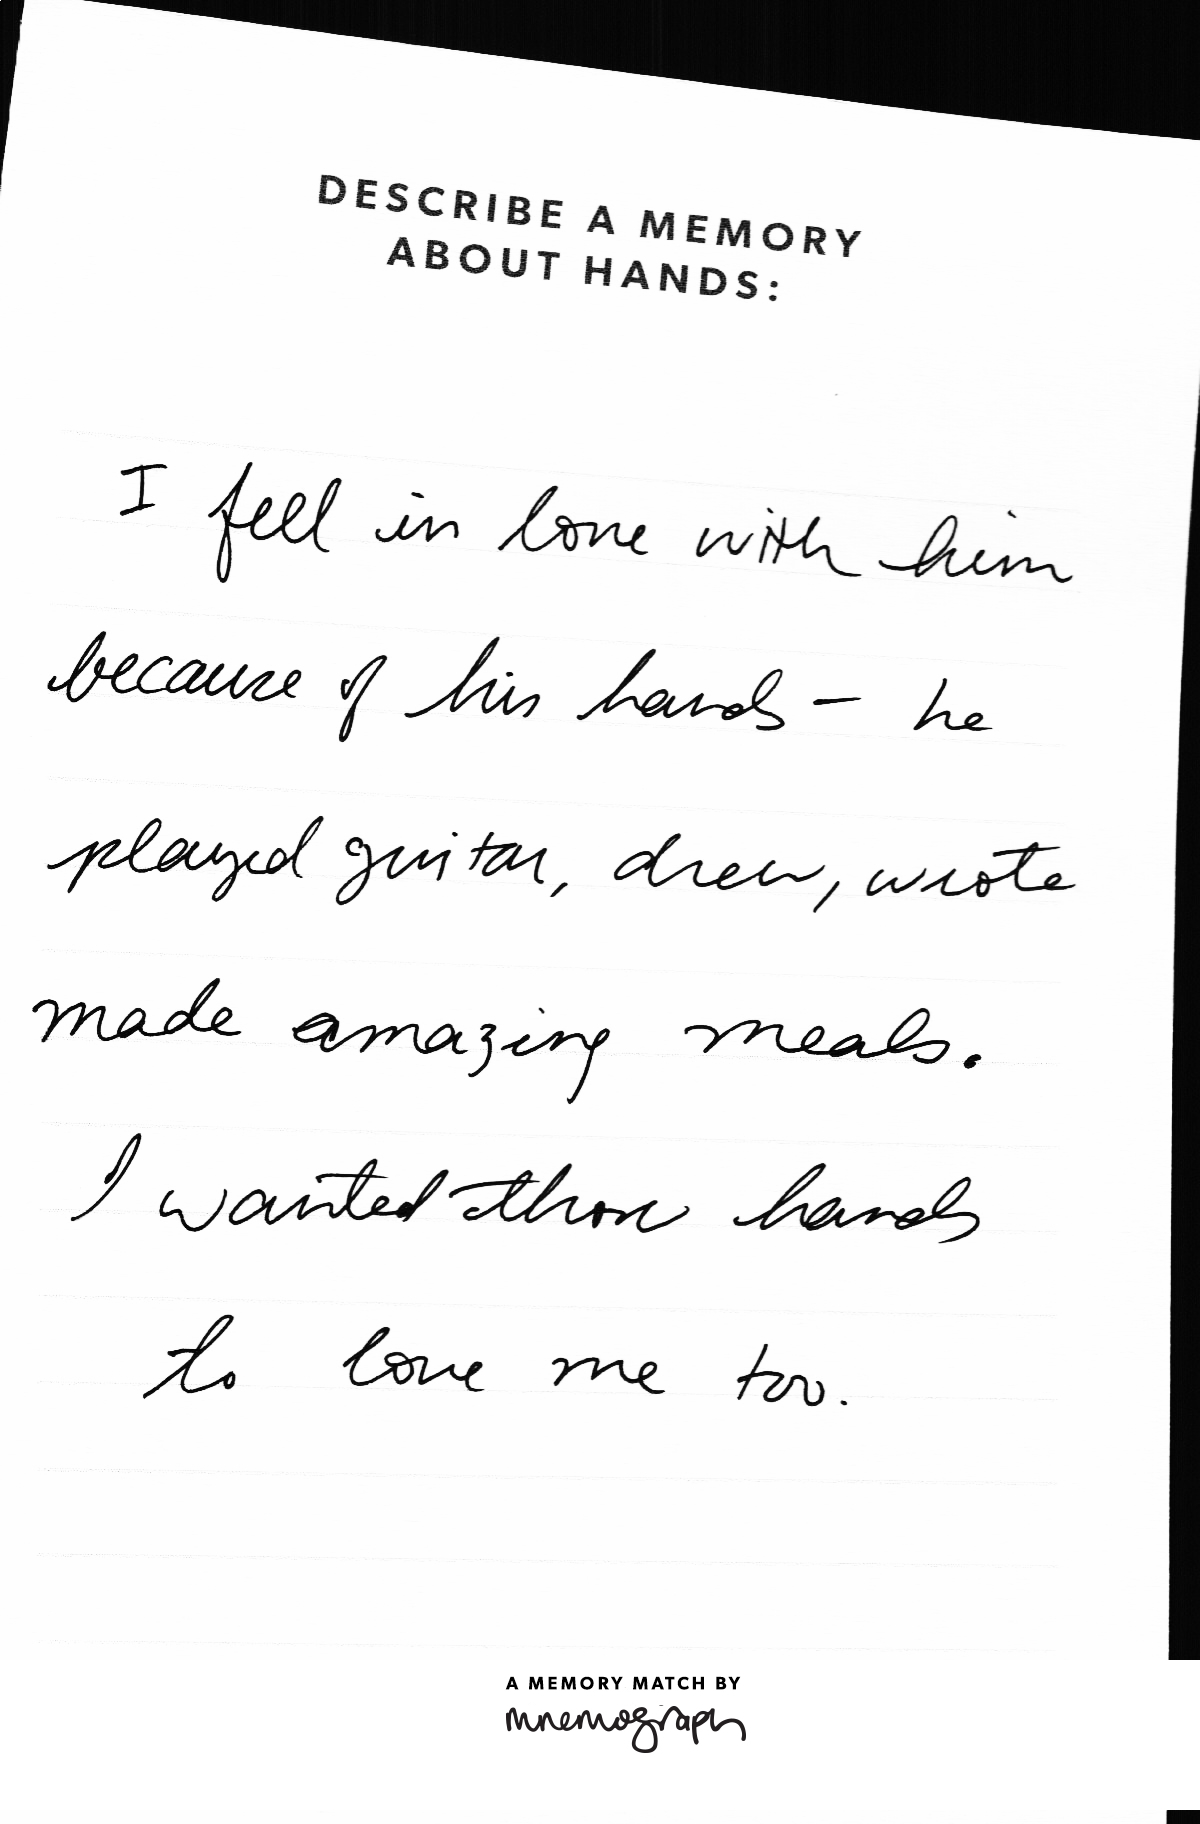 DESCRIBE A MEMORY
ABOUT HANDS:
I fell in love with him
because of his hands – he
played guitar, drew, wrote
made amazing meals.
I wanted those hands
to love me too.
A MEMORY MATCH BY
mnemograph